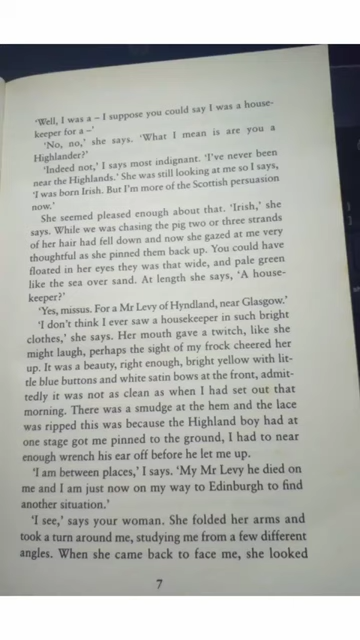 ‘Well, I was a – I suppose you could say I was a house-
keeper for a –’
‘No, no,’ she says. ‘What I mean is are you a
Highlander?’
‘Indeed not,’ I says most indignant. ‘I’ve never been
near the Highlands.’ She was still looking at me so I says,
‘I was born Irish. But I’m more of the Scottish persuasion
now.’
She seemed pleased enough about that. ‘Irish,’ she
says. While we was chasing the pig two or three strands
of her hair had fell down and now she gazed at me very
thoughtful as she pinned them back up. You could have
floated in her eyes they was that wide, and pale green
like the sea over sand. At length she says, ‘A house-
keeper?’
‘Yes, missus. For a Mr Levy of Hyndland, near Glasgow.’
‘I don’t think I ever saw a housekeeper in such bright
clothes,’ she says. Her mouth gave a twitch, like she
might laugh, perhaps the sight of my frock cheered her
up. It was a beauty, right enough, bright yellow with lit-
tle blue buttons and white satin bows at the front, admit-
tedly it was not as clean as when I had set out that
morning. There was a smudge at the hem and the lace
was ripped this was because the Highland boy had at
one stage got me pinned to the ground, I had to near
enough wrench his ear off before he let me up.
‘I am between places,’ I says. ‘My Mr Levy he died on
me and I am just now on my way to Edinburgh to find
another situation.’
‘I see,’ says your woman. She folded her arms and
took a turn around me, studying me from a few different
angles. When she came back to face me, she looked
7